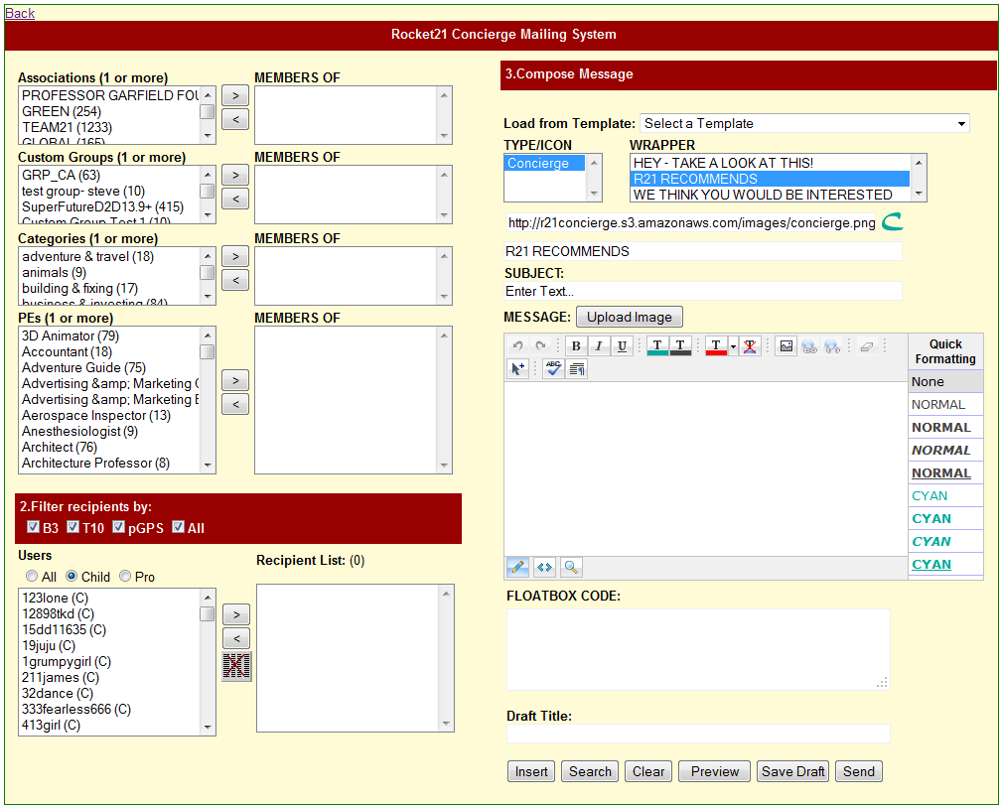 Back
Rocket21 Concierge Mailing System
Associations (1 or more)
MEMBERS OF
PROFESSOR GARFIELD FOU
GREEN (254)
TEAM21 (1233)
GLOBAL (165)
>
<
Custom Groups (1 or more)
MEMBERS OF
GRP_CA (63)
test group- steve (10)
SuperFutureD2D13.9+ (415)
Custom Group Test 1 (10)
>
<
Categories (1 or more)
MEMBERS OF
adventure & travel (18)
animals (9)
building & fixing (17)
business & investing (84)
>
<
PEs (1 or more)
MEMBERS OF
3D Animator (79)
Accountant (18)
Adventure Guide (75)
Advertising &amp; Marketing
Advertising &amp; Marketing
Aerospace Inspector (13)
Anesthesiologist (9)
Architect (76)
Architecture Professor (8)
>
<
2.Filter recipients by:
B3 T10 pGPS All
Users
All Child Pro
Recipient List: (0)
123lone (C)
12898tkd (C)
15dd11635 (C)
19juju (C)
1grumpygirl (C)
211james (C)
32dance (C)
333fearless666 (C)
413girl (C)
>
<
3.Compose Message
Load from Template: Select a Template
TYPE/ICON
WRAPPER
Concierge
HEY - TAKE A LOOK AT THIS!
R21 RECOMMENDS
WE THINK YOU WOULD BE INTERESTED
http://r21concierge.s3.amazonaws.com/images/concierge.png
R21 RECOMMENDS
SUBJECT:
Enter Text...
MESSAGE: Upload Image
B I U T T T T
ABC
Quick
Formatting
None
NORMAL
NORMAL
NORMAL
NORMAL
CYAN
CYAN
CYAN
CYAN
FLOATBOX CODE:
Draft Title:
Insert Search Clear Preview Save Draft Send